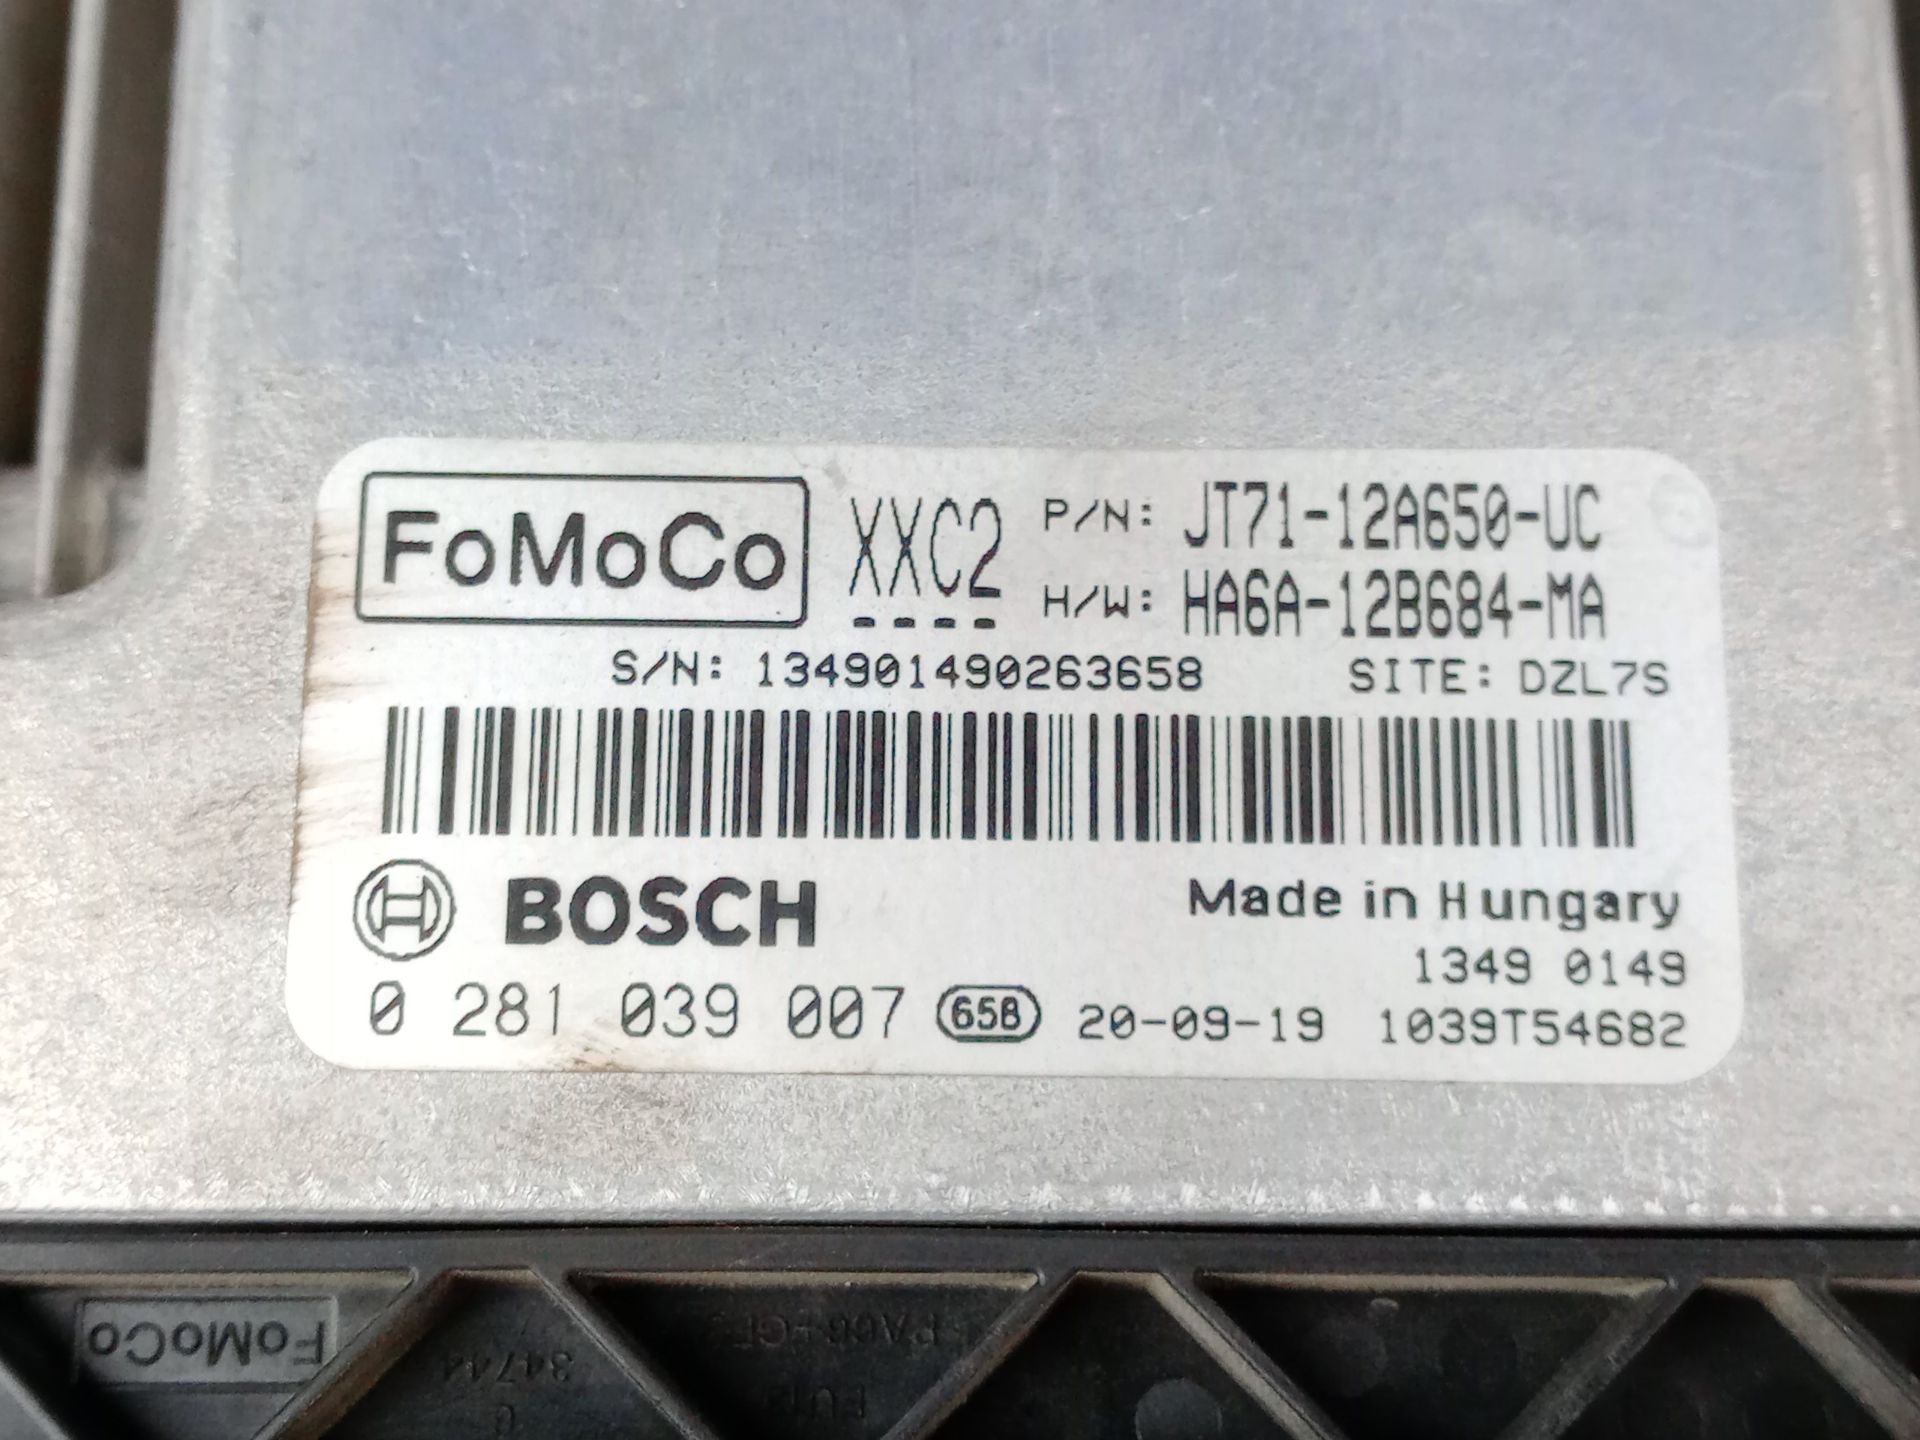 FoMoCo XXC2 P/N: JT71-12A650-UC
H/W: HA6A-12B684-MA
S/N: 134901490263658 SITE: DZL7S
BOSCH Made in Hungary
1349 0149
0 281 039 007 658 20-09-19 1039T54682
FoMoCo